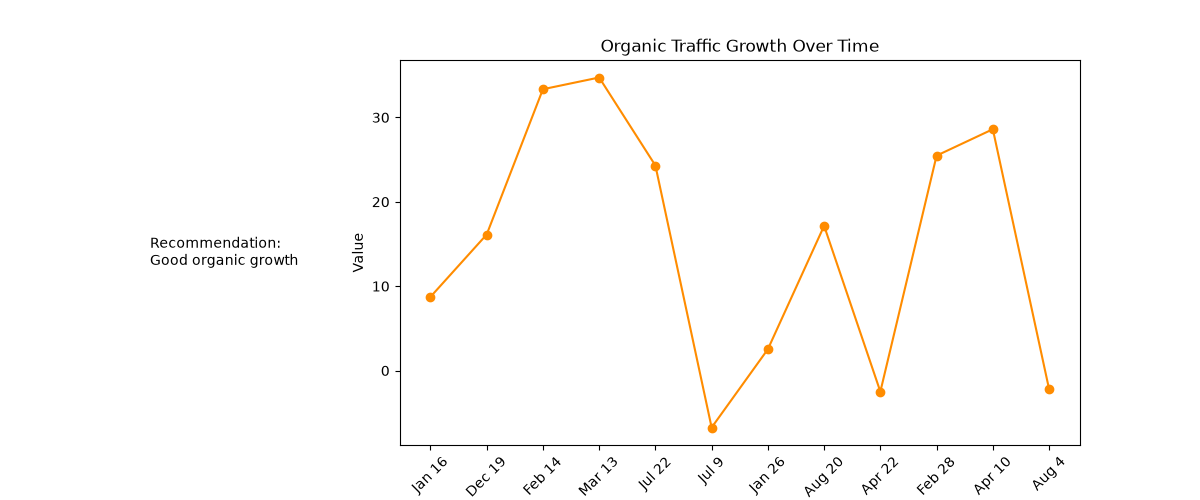 Organic Traffic Growth Over Time
Recommendation:
Good organic growth
Value
30
20
10
0
Jan 16
Dec 19
Feb 14
Mar 13
Jul 22
Jul 9
Jan 26
Aug 20
Apr 22
Feb 28
Apr 10
Aug 4